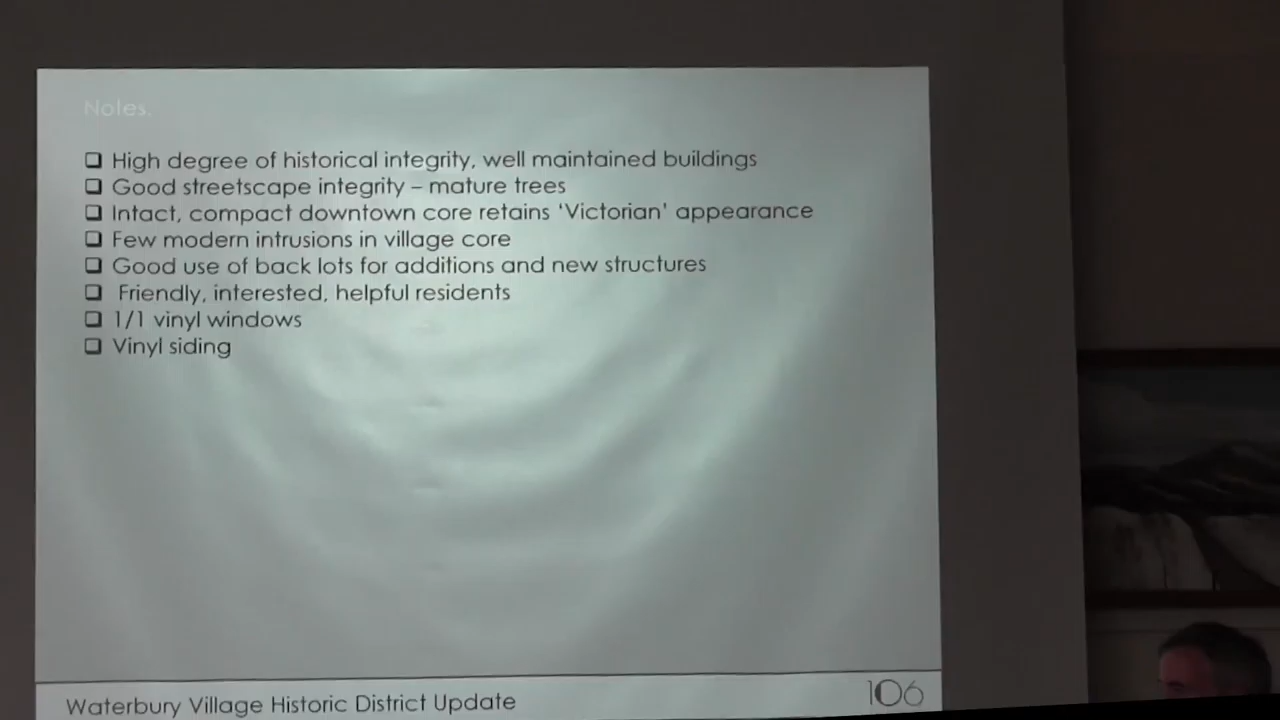 Notes:
❑ High degree of historical integrity, well maintained buildings
❑ Good streetscape integrity – mature trees
❑ Intact, compact downtown core retains ‘Victorian’ appearance
❑ Few modern intrusions in village core
❑ Good use of back lots for additions and new structures
❑ Friendly, interested, helpful residents
❑ 1/1 vinyl windows
❑ Vinyl siding
Waterbury Village Historic District Update
106